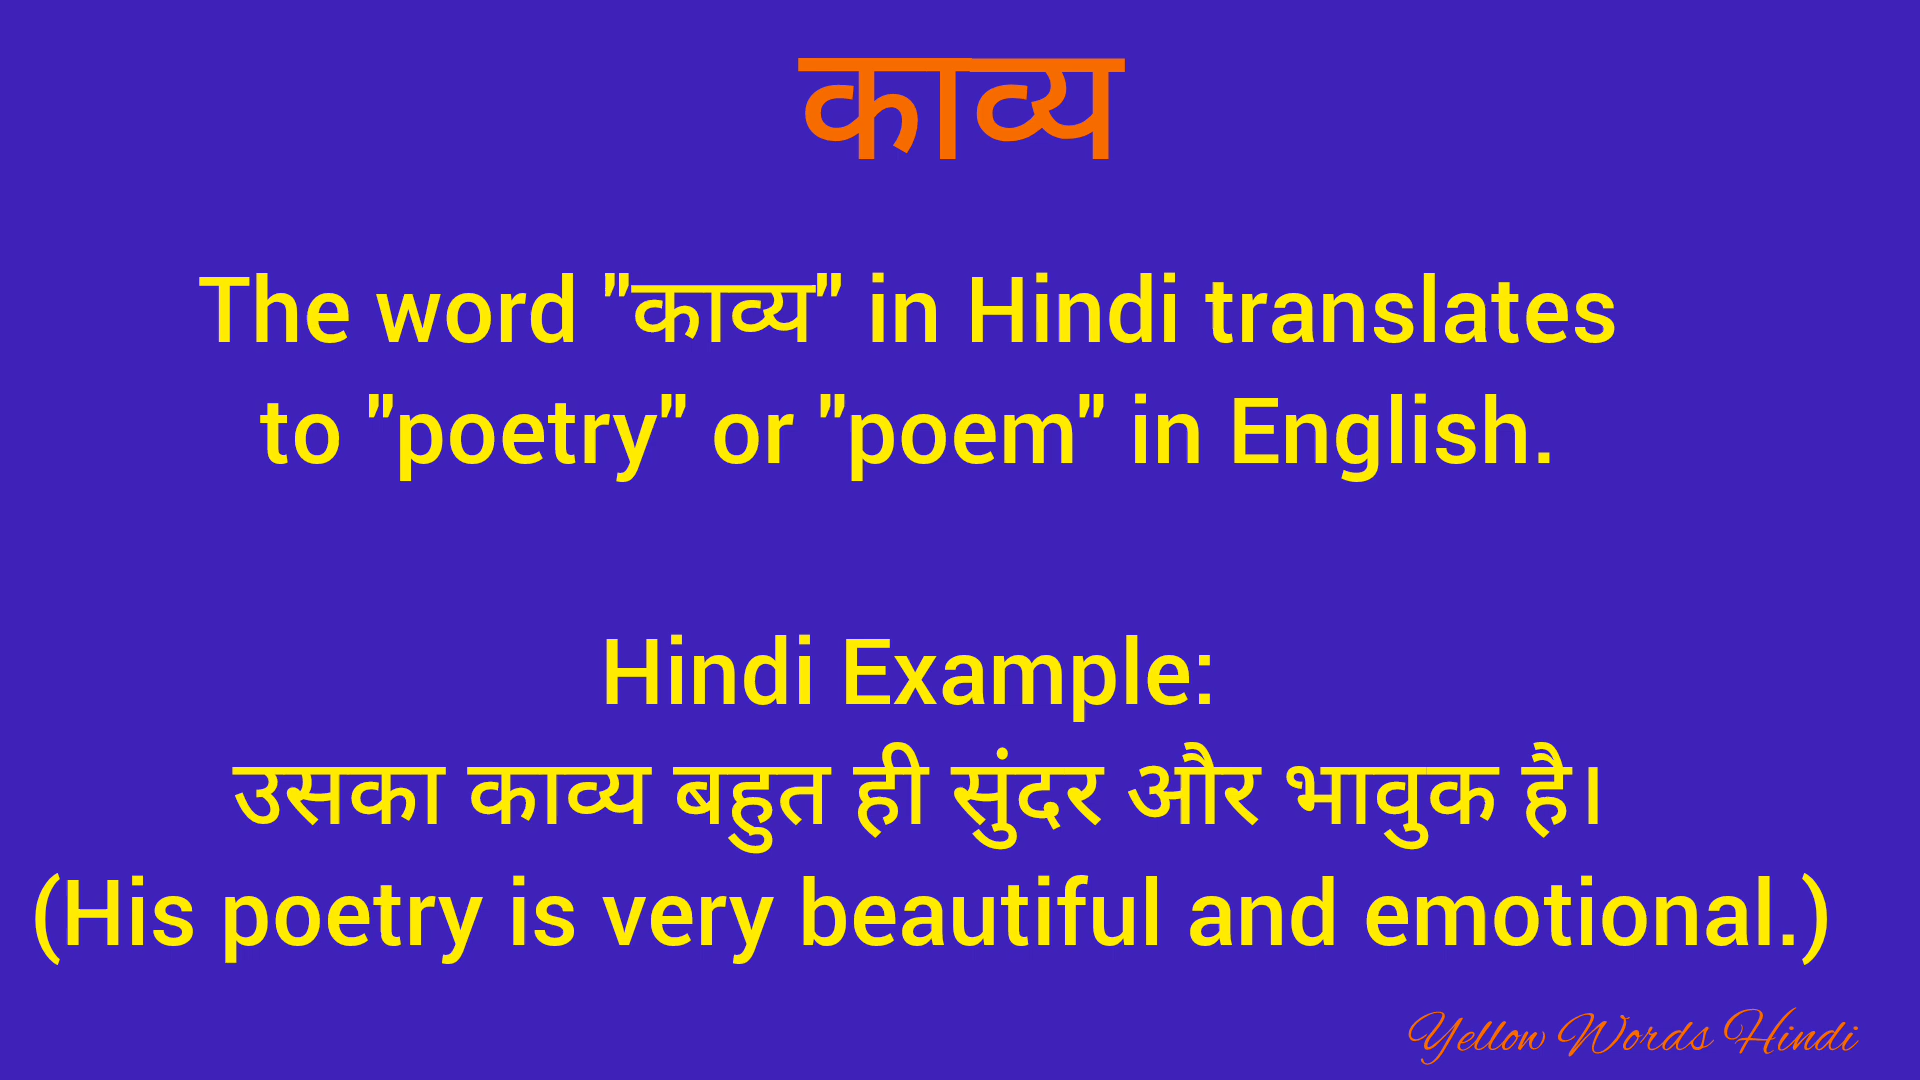 काव्य
The word "काव्य" in Hindi translates
to "poetry" or "poem" in English.
Hindi Example:
उसका काव्य बहुत ही सुंदर और भावुक है।
(His poetry is very beautiful and emotional.)
Yellow Words Hindi